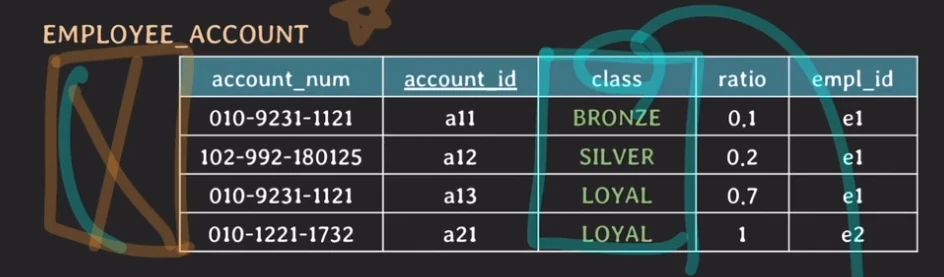 EMPLOYEE_ACCOUNT
account_num account_id class ratio empl_id
010-9231-1121 a11 BRONZE 0.1 e1
102-992-180125 a12 SILVER 0.2 e1
010-9231-1121 a13 LOYAL 0.7 e1
010-1221-1732 a21 LOYAL 1 e2